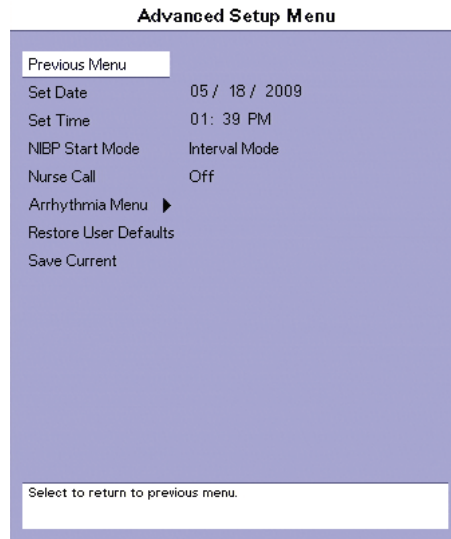 Advanced Setup Menu
Previous Menu
Set Date 05 / 18 / 2009
Set Time 01: 39 PM
NIBP Start Mode Interval Mode
Nurse Call Off
Arrhythmia Menu ▶
Restore User Defaults
Save Current
Select to return to previous menu.